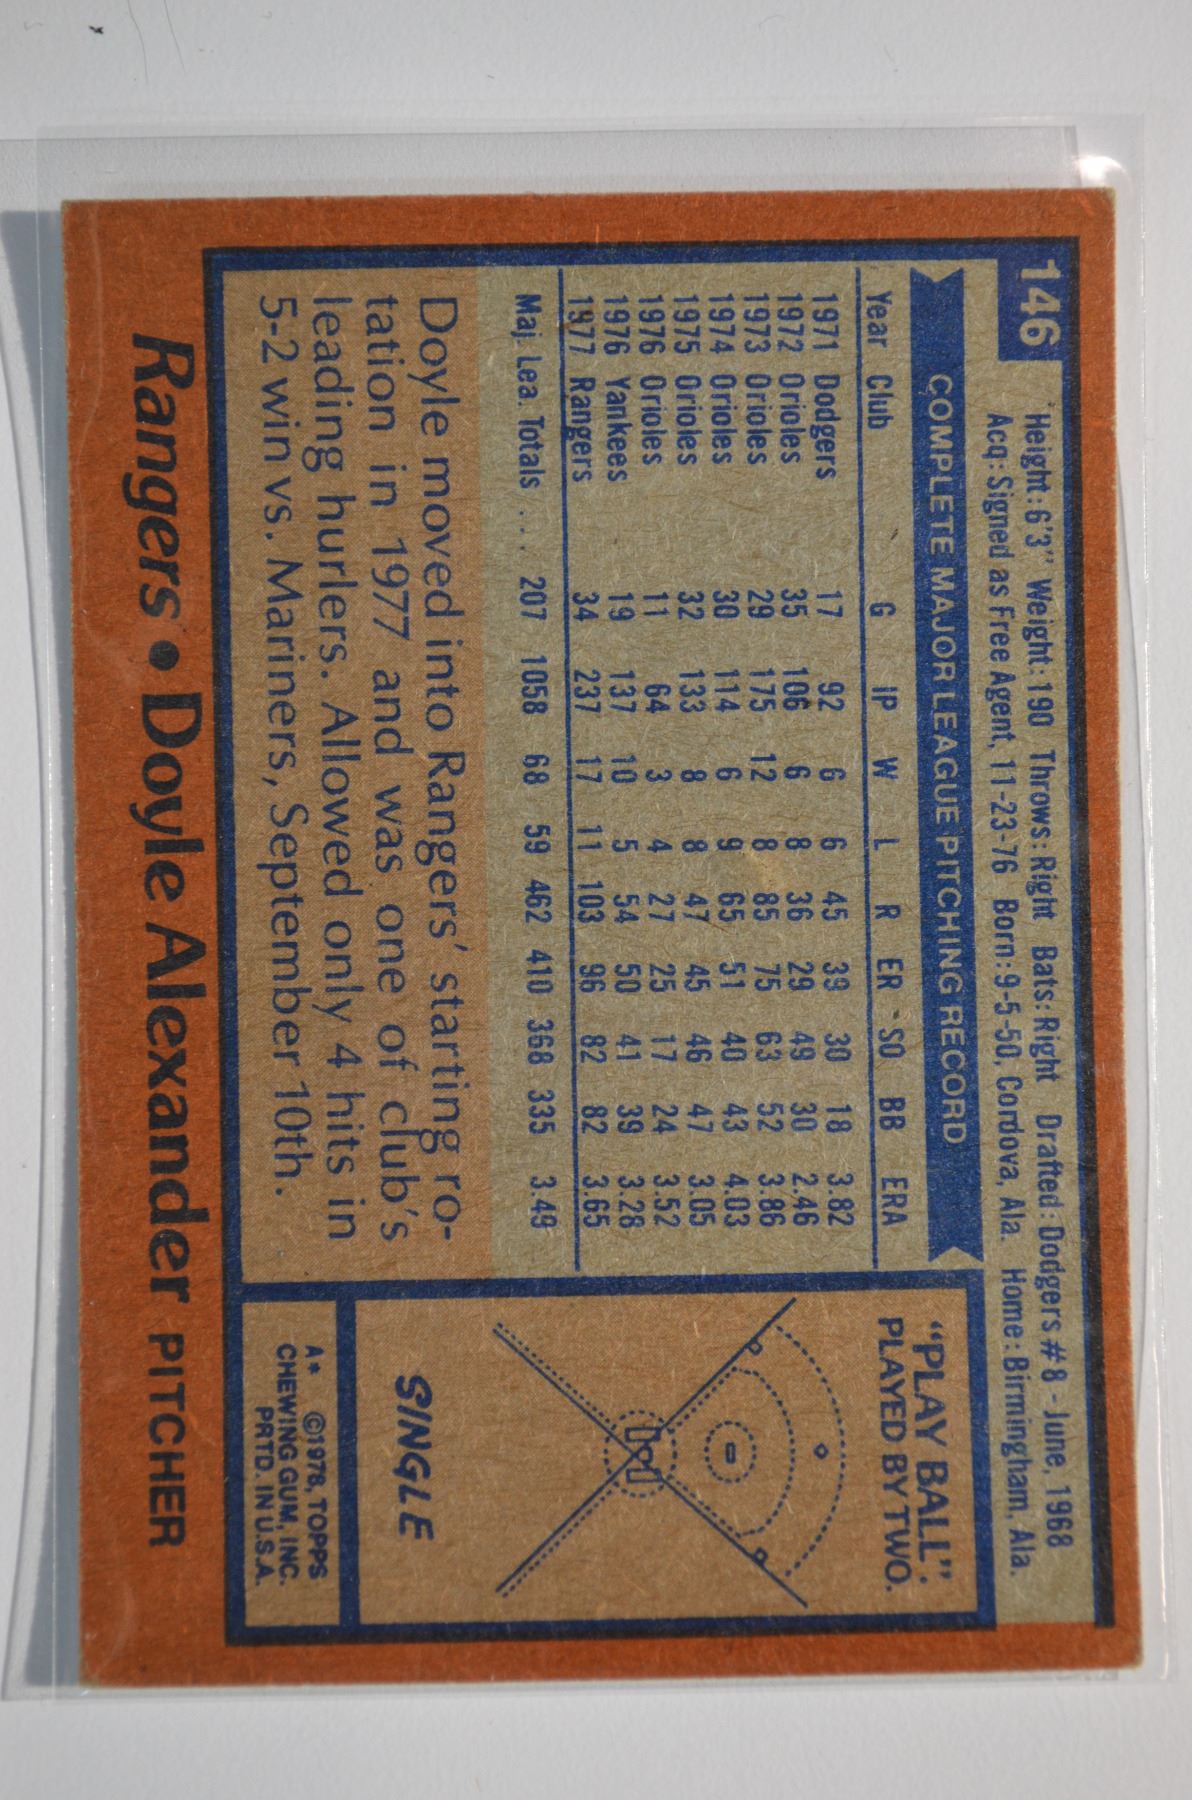 146
Height: 6'3" Weight: 190 Throws: Right Bats: Right Drafted: Dodgers #8 - June, 1968
Acq: Signed as Free Agent, 11-23-76 Born: 9-5-50, Cordova, Ala. Home: Birmingham, Ala.
COMPLETE MAJOR LEAGUE PITCHING RECORD
Year Club G IP W L R ER SO BB ERA
1971 Dodgers 17 92 6 6 45 39 30 18 3.82
1972 Orioles 35 106 6 8 36 29 49 30 2.46
1973 Orioles 29 175 12 8 85 75 63 52 3.86
1974 Orioles 30 114 6 9 65 51 40 43 4.03
1975 Orioles 32 133 8 8 47 45 46 47 3.05
1976 Orioles 11 64 3 4 27 25 17 24 3.52
1976 Yankees 19 137 10 5 54 50 41 39 3.28
1977 Rangers 34 237 17 11 103 96 82 82 3.65
Maj. Lea. Totals ... 207 1058 68 59 462 410 368 335 3.49
Doyle moved into Rangers' starting ro-
tation in 1977 and was one of club's
leading hurlers. Allowed only 4 hits in
5-2 win vs. Mariners, September 10th.
"PLAY BALL":
PLAYED BY TWO.
SINGLE
A* ©1978, TOPPS
CHEWING GUM, INC.
PRTD. IN U.S.A.
Rangers • Doyle Alexander PITCHER